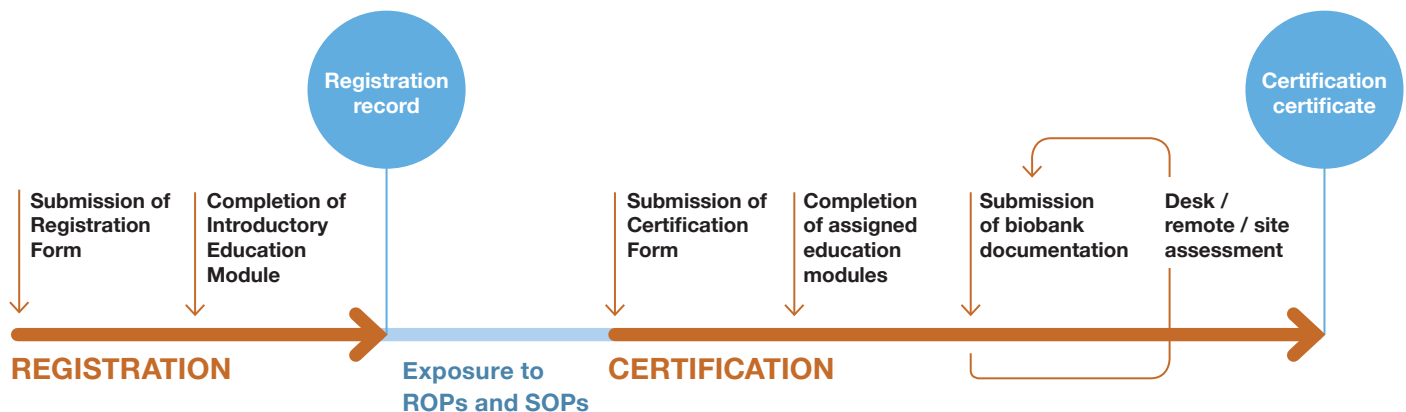 Registration
record
Certification
certificate
Submission of
Registration
Form
Completion of
Introductory
Education
Module
Submission of
Certification
Form
Completion
of assigned
education
modules
Submission
of biobank
documentation
Desk /
remote / site
assessment
REGISTRATION
Exposure to
ROPs and SOPs
CERTIFICATION